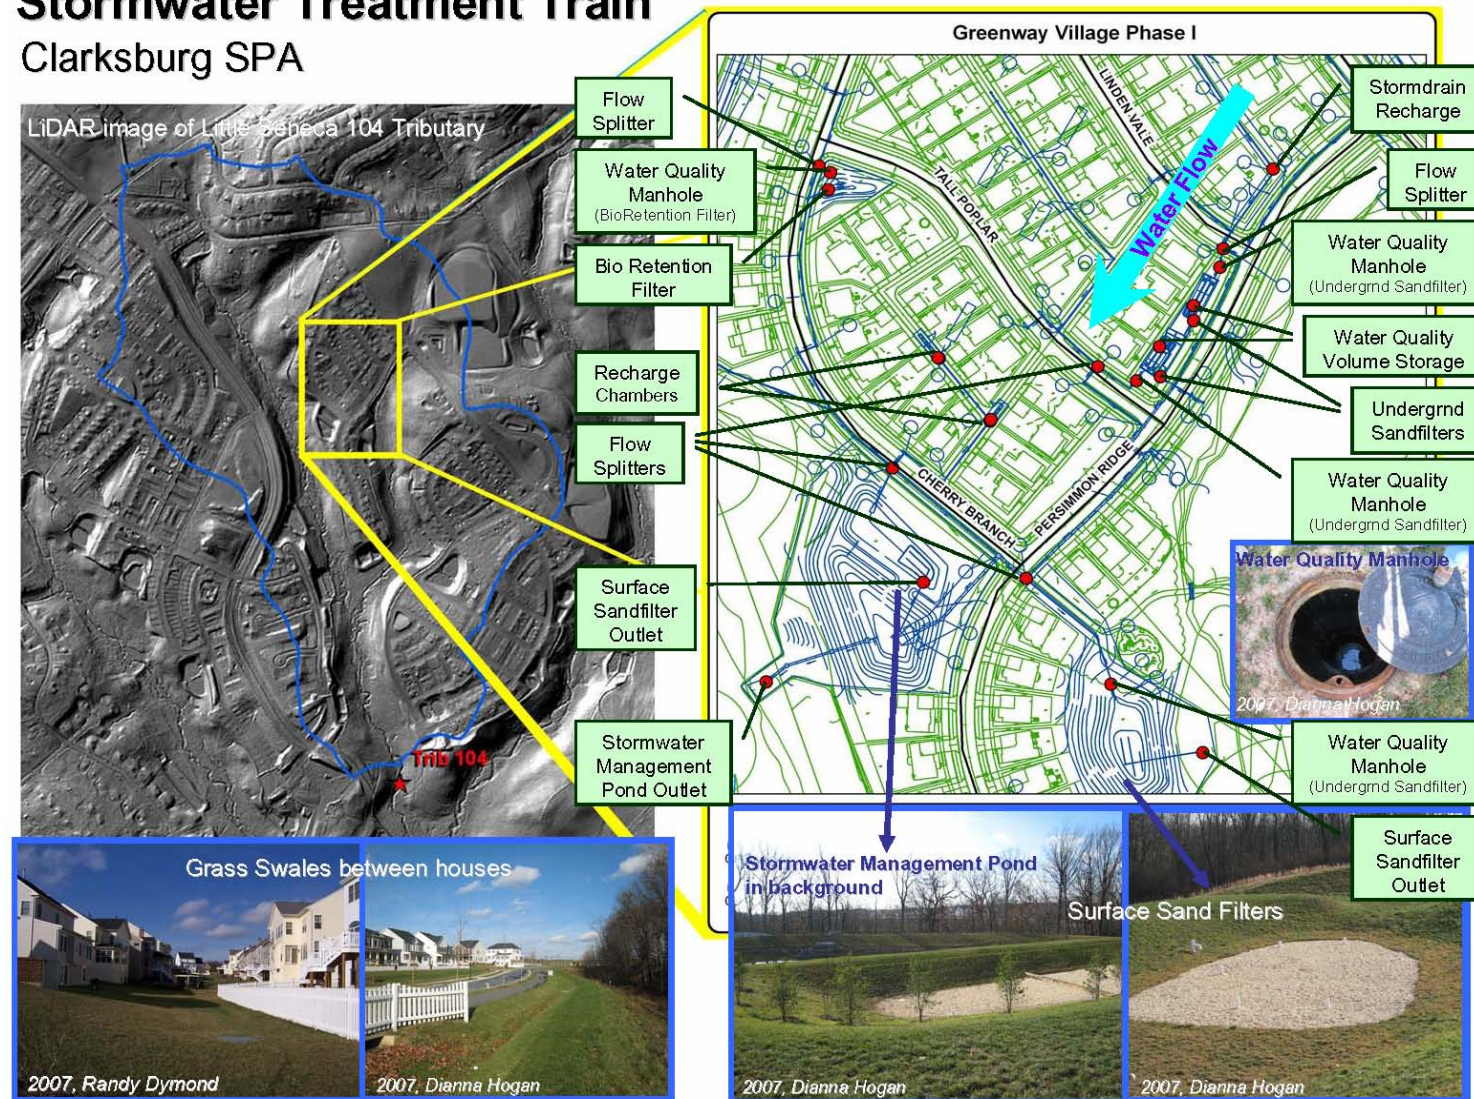 Stormwater Treatment Train
Clarksburg SPA
LiDAR image of Little Seneca 104 Tributary
Trib 104
Greenway Village Phase I
Flow
Splitter
Water Quality
Manhole
(BioRetention Filter)
Bio Retention
Filter
Recharge
Chambers
Flow
Splitters
Surface
Sandfilter
Outlet
Stormwater
Management
Pond Outlet
LINDEN VALE
TALL POPLAR
Water Flow
CHERRY BRANCH
PERSIMMON RIDGE
Stormdrain
Recharge
Flow
Splitter
Water Quality
Manhole
(Undergrnd Sandfilter)
Water Quality
Volume Storage
Undergrnd
Sandfilters
Water Quality
Manhole
(Undergrnd Sandfilter)
Water Quality Manhole
2007, Dianna Hogan
Water Quality
Manhole
(Undergrnd Sandfilter)
Surface
Sandfilter
Outlet
Grass Swales between houses
2007, Randy Dymond
2007, Dianna Hogan
Stormwater Management Pond
in background
Surface Sand Filters
2007, Dianna Hogan
2007, Dianna Hogan